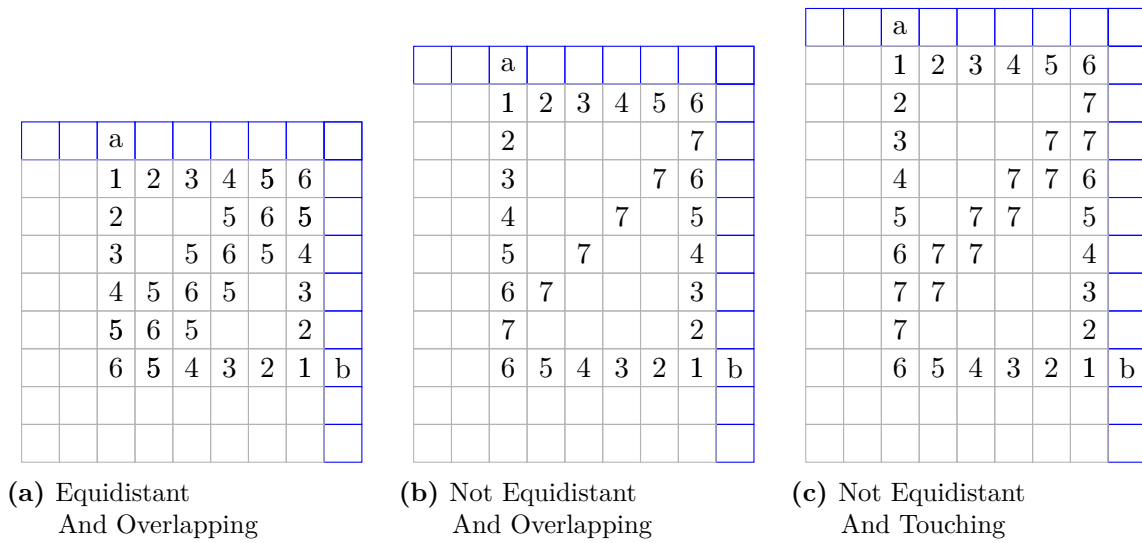 a
1 2 3 4 5 6
2 5 6 5
3 5 6 5 4
4 5 6 5 3
5 6 5 2
6 5 4 3 2 1 b
(a) Equidistant
And Overlapping
a
1 2 3 4 5 6
2 7
3 7 6
4 7 5
5 7 4
6 7 3
7 2
6 5 4 3 2 1 b
(b) Not Equidistant
And Overlapping
a
1 2 3 4 5 6
2 7
3 7 7
4 7 7 6
5 7 7 5
6 7 7 4
7 7 3
7 2
6 5 4 3 2 1 b
(c) Not Equidistant
And Touching